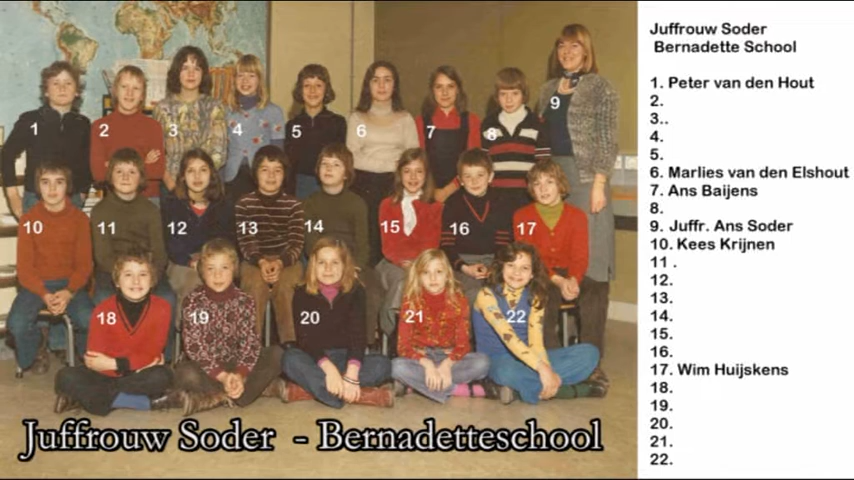 Juffrouw Soder
Bernadette School
1. Peter van den Hout
2.
3..
4.
5.
6. Marlies van den Elshout
7. Ans Baijens
8.
9. Juffr. Ans Soder
10. Kees Krijnen
11 .
12.
13.
14.
15.
16.
17. Wim Huijskens
18.
19.
20.
21.
22.
1 2 3 4 5 6 7 8 9
10 11 12 13 14 15 16 17
18 19 20 21 22
Juffrouw Soder - Bernadetteschool